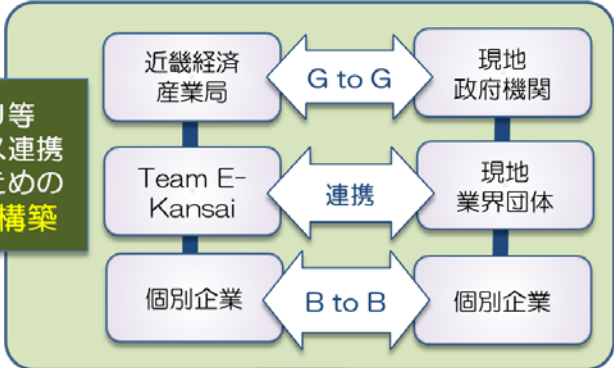 等
連携
ための
構築
近畿経済
産業局
G to G
現地
政府機関
Team E-
Kansai
連携
現地
業界団体
個別企業
B to B
個別企業